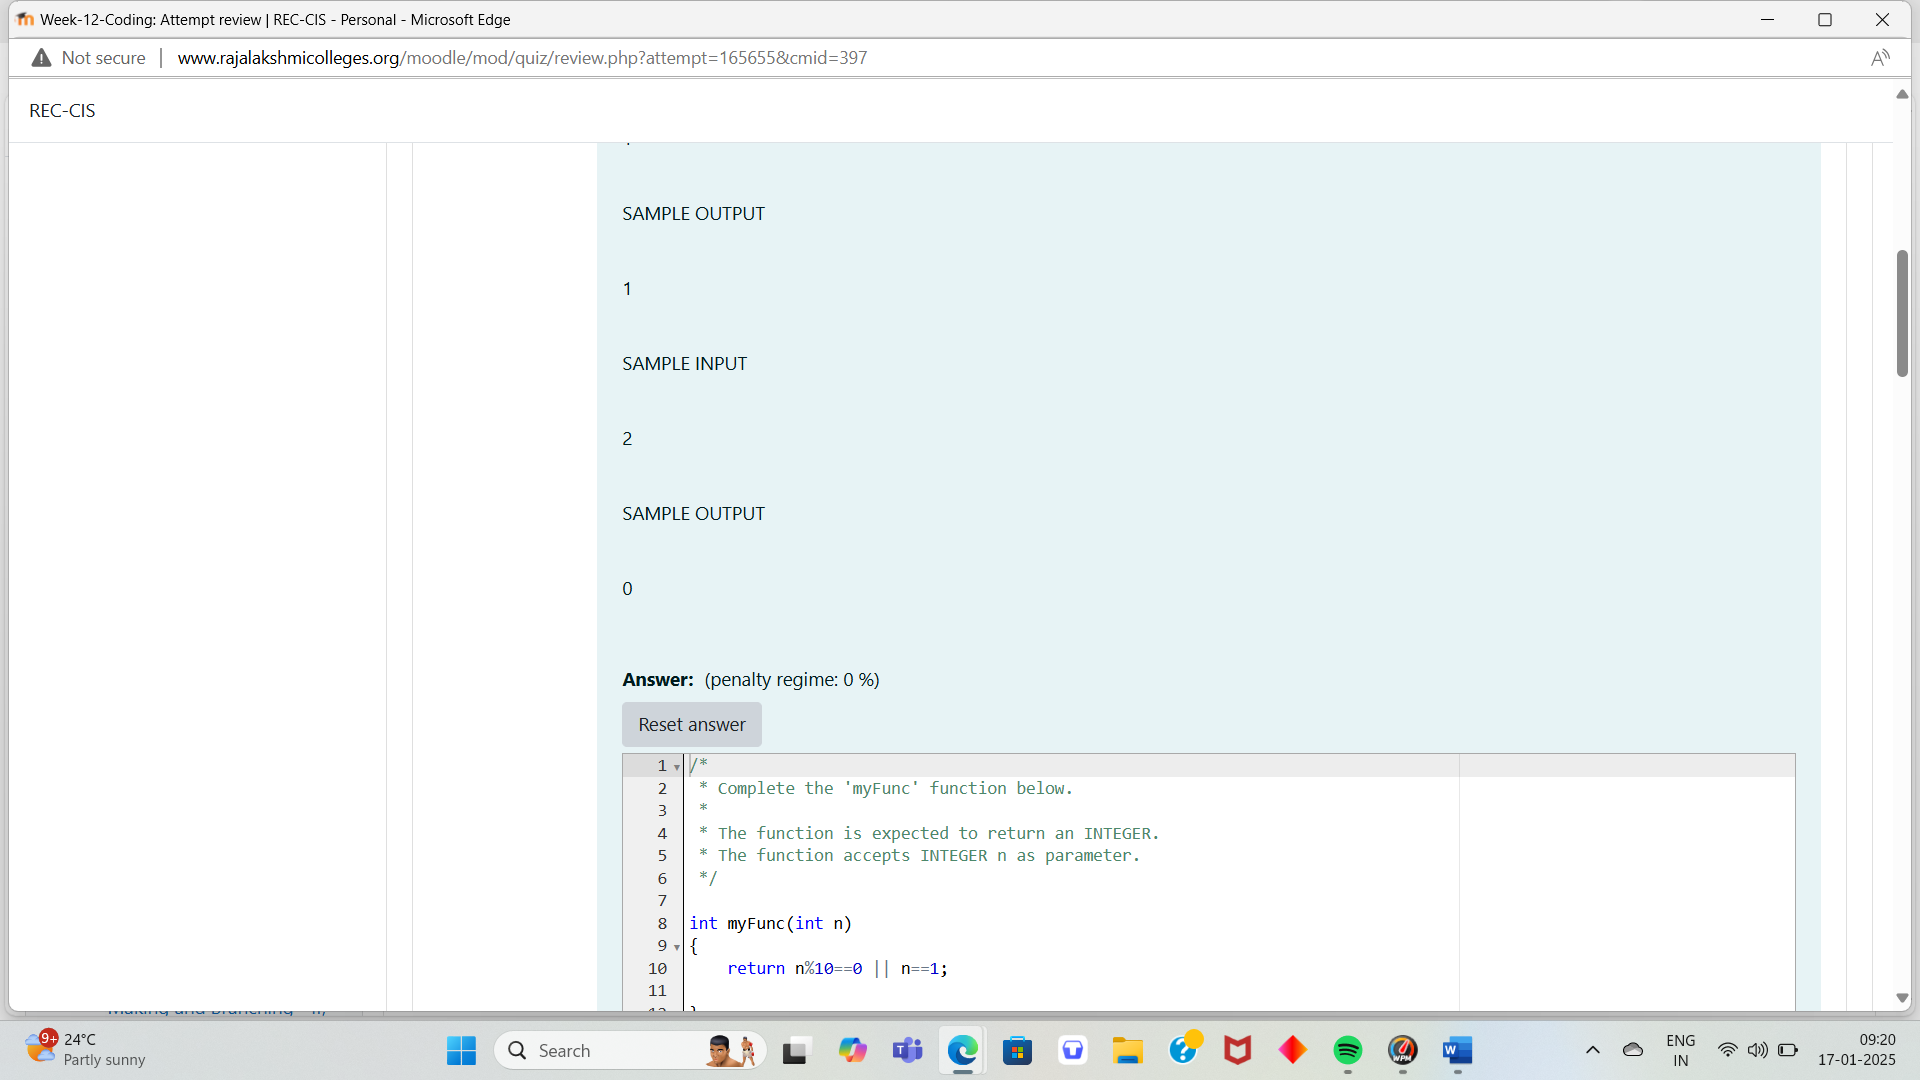 Week-12-Coding: Attempt review | REC-CIS - Personal - Microsoft Edge
Not secure | www.rajalakshmicolleges.org/moodle/mod/quiz/review.php?attempt=165655&cmid=397
REC-CIS
SAMPLE OUTPUT
1
SAMPLE INPUT
2
SAMPLE OUTPUT
0
Answer: (penalty regime: 0 %)
Reset answer
1 /*
2 * Complete the 'myFunc' function below.
3 *
4 * The function is expected to return an INTEGER.
5 * The function accepts INTEGER n as parameter.
6 */
7
8 int myFunc(int n)
9 {
10 return n%10==0 || n==1;
11
12 }
9+ 24°C
Partly sunny
Search
WPM
ENG
IN
09:20
17-01-2025